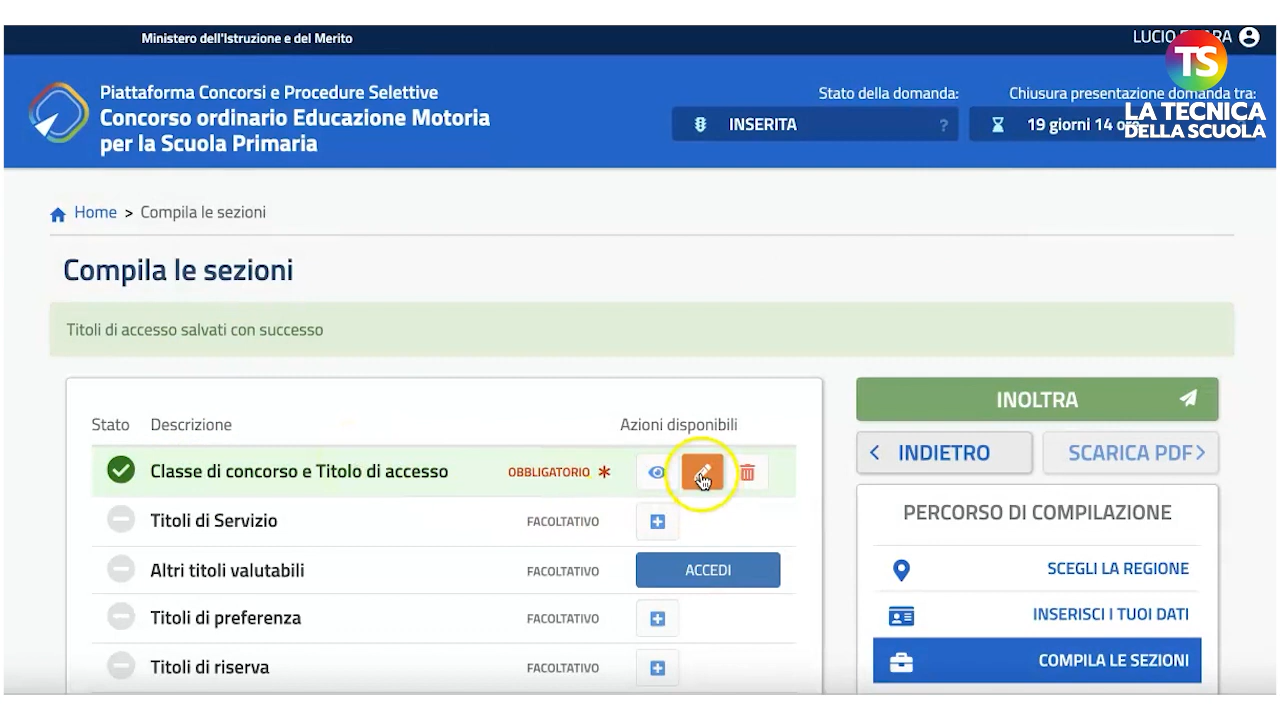 Ministero dell'Istruzione e del Merito
LUCIO
TS
LA TECNICA
DELLA SCUOLA
Piattaforma Concorsi e Procedure Selettive
Concorso ordinario Educazione Motoria
per la Scuola Primaria
Stato della domanda:
INSERITA ?
Chiusura presentazione domanda tra:
19 giorni 14 ore
Home > Compila le sezioni
Compila le sezioni
Titoli di accesso salvati con successo
Stato Descrizione Azioni disponibili
Classe di concorso e Titolo di accesso OBBLIGATORIO *
Titoli di Servizio FACOLTATIVO
Altri titoli valutabili FACOLTATIVO ACCEDI
Titoli di preferenza FACOLTATIVO
Titoli di riserva FACOLTATIVO
INOLTRA
< INDIETRO
SCARICA PDF>
PERCORSO DI COMPILAZIONE
SCEGLI LA REGIONE
INSERISCI I TUOI DATI
COMPILA LE SEZIONI